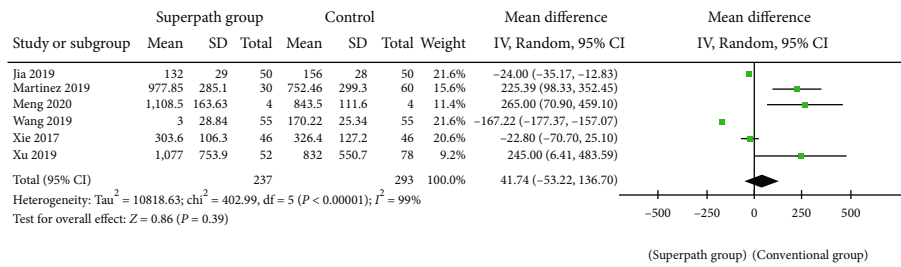 Superpath group Control Mean difference Mean difference
Study or subgroup Mean SD Total Mean SD Total Weight IV, Random, 95% CI IV, Random, 95% CI
Jia 2019 132 29 50 156 28 50 21.6% −24.00 (−35.17, −12.83)
Martinez 2019 977.85 285.1 30 752.46 299.3 60 15.6% 225.39 (98.33, 352.45)
Meng 2020 1,108.5 163.63 4 843.5 111.6 4 11.4% 265.00 (70.90, 459.10)
Wang 2019 3 28.84 55 170.22 25.34 55 21.6% −167.22 (−177.37, −157.07)
Xie 2017 303.6 106.3 46 326.4 127.2 46 20.6% −22.80 (−70.70, 25.10)
Xu 2019 1,077 753.9 52 832 550.7 78 9.2% 245.00 (6.41, 483.59)
Total (95% CI) 237 293 100.0% 41.74 (−53.22, 136.70)
Heterogeneity: Tau² = 10818.63; chi² = 402.99, df = 5 (P < 0.00001); I² = 99%
Test for overall effect: Z = 0.86 (P = 0.39)
−500 −250 0 250 500
(Superpath group) (Conventional group)